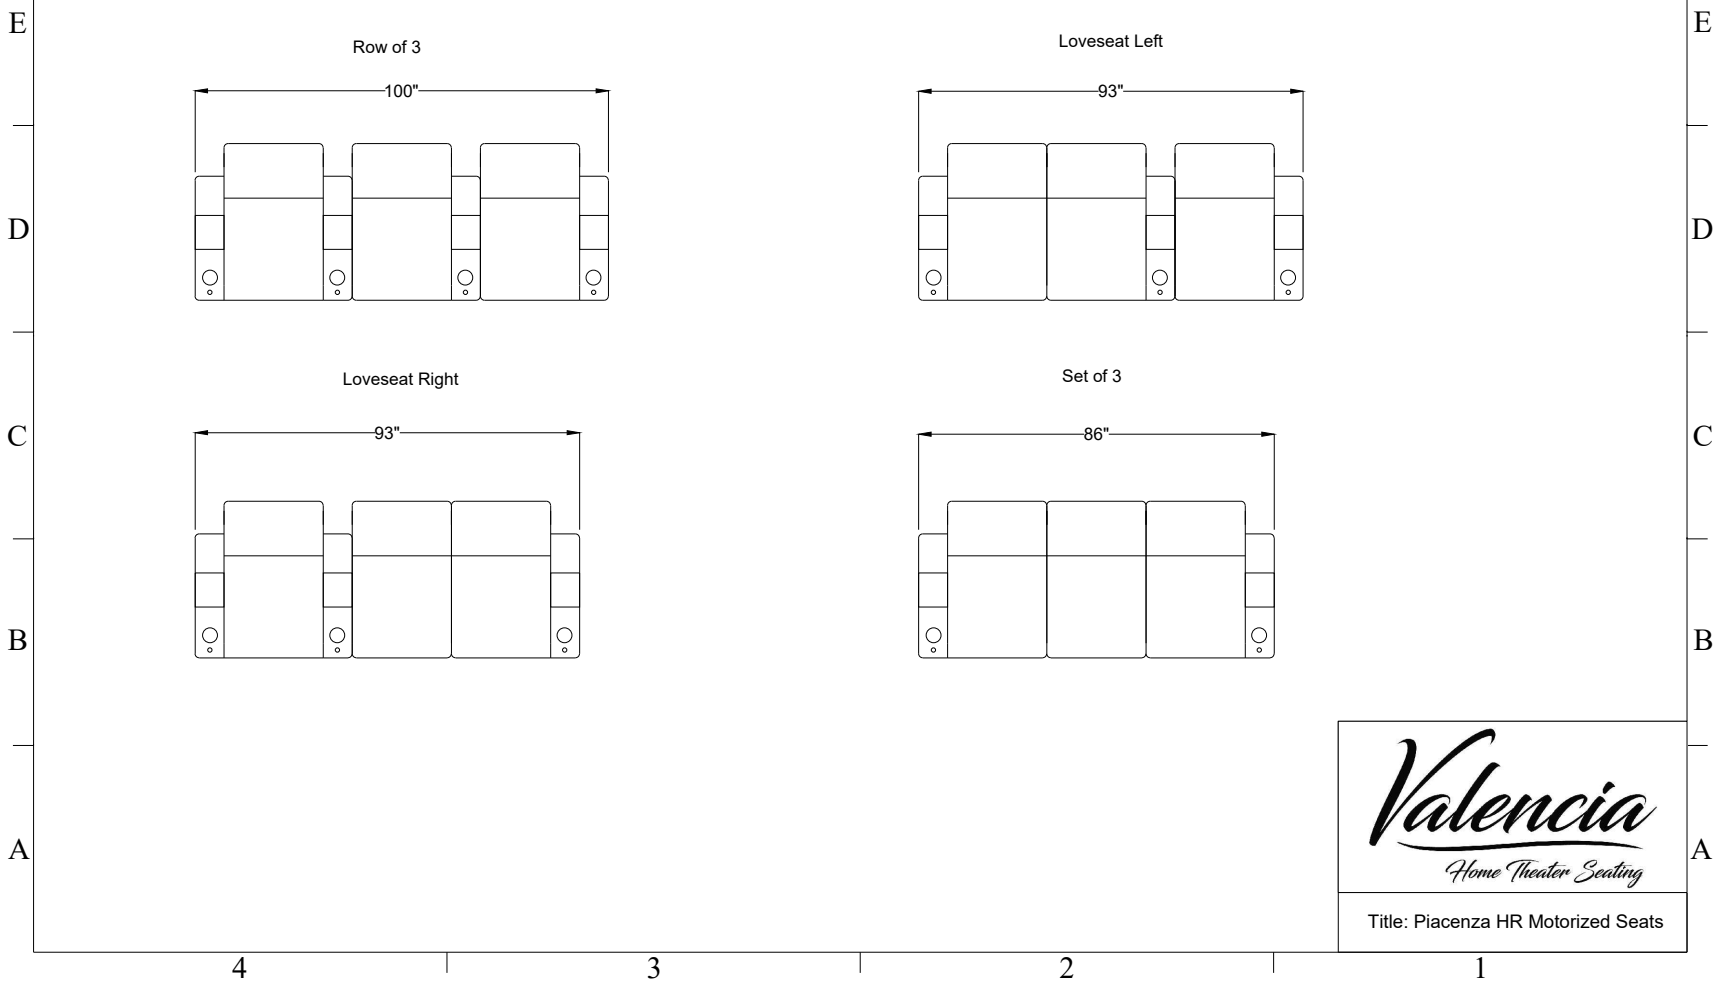 E
E
Row of 3
Loveseat Left
100"
93"
D
D
Loveseat Right
Set of 3
93"
86"
C
C
B
B
Valencia
Home Theater Seating
A
A
Title: Piacenza HR Motorized Seats
4
3
2
1